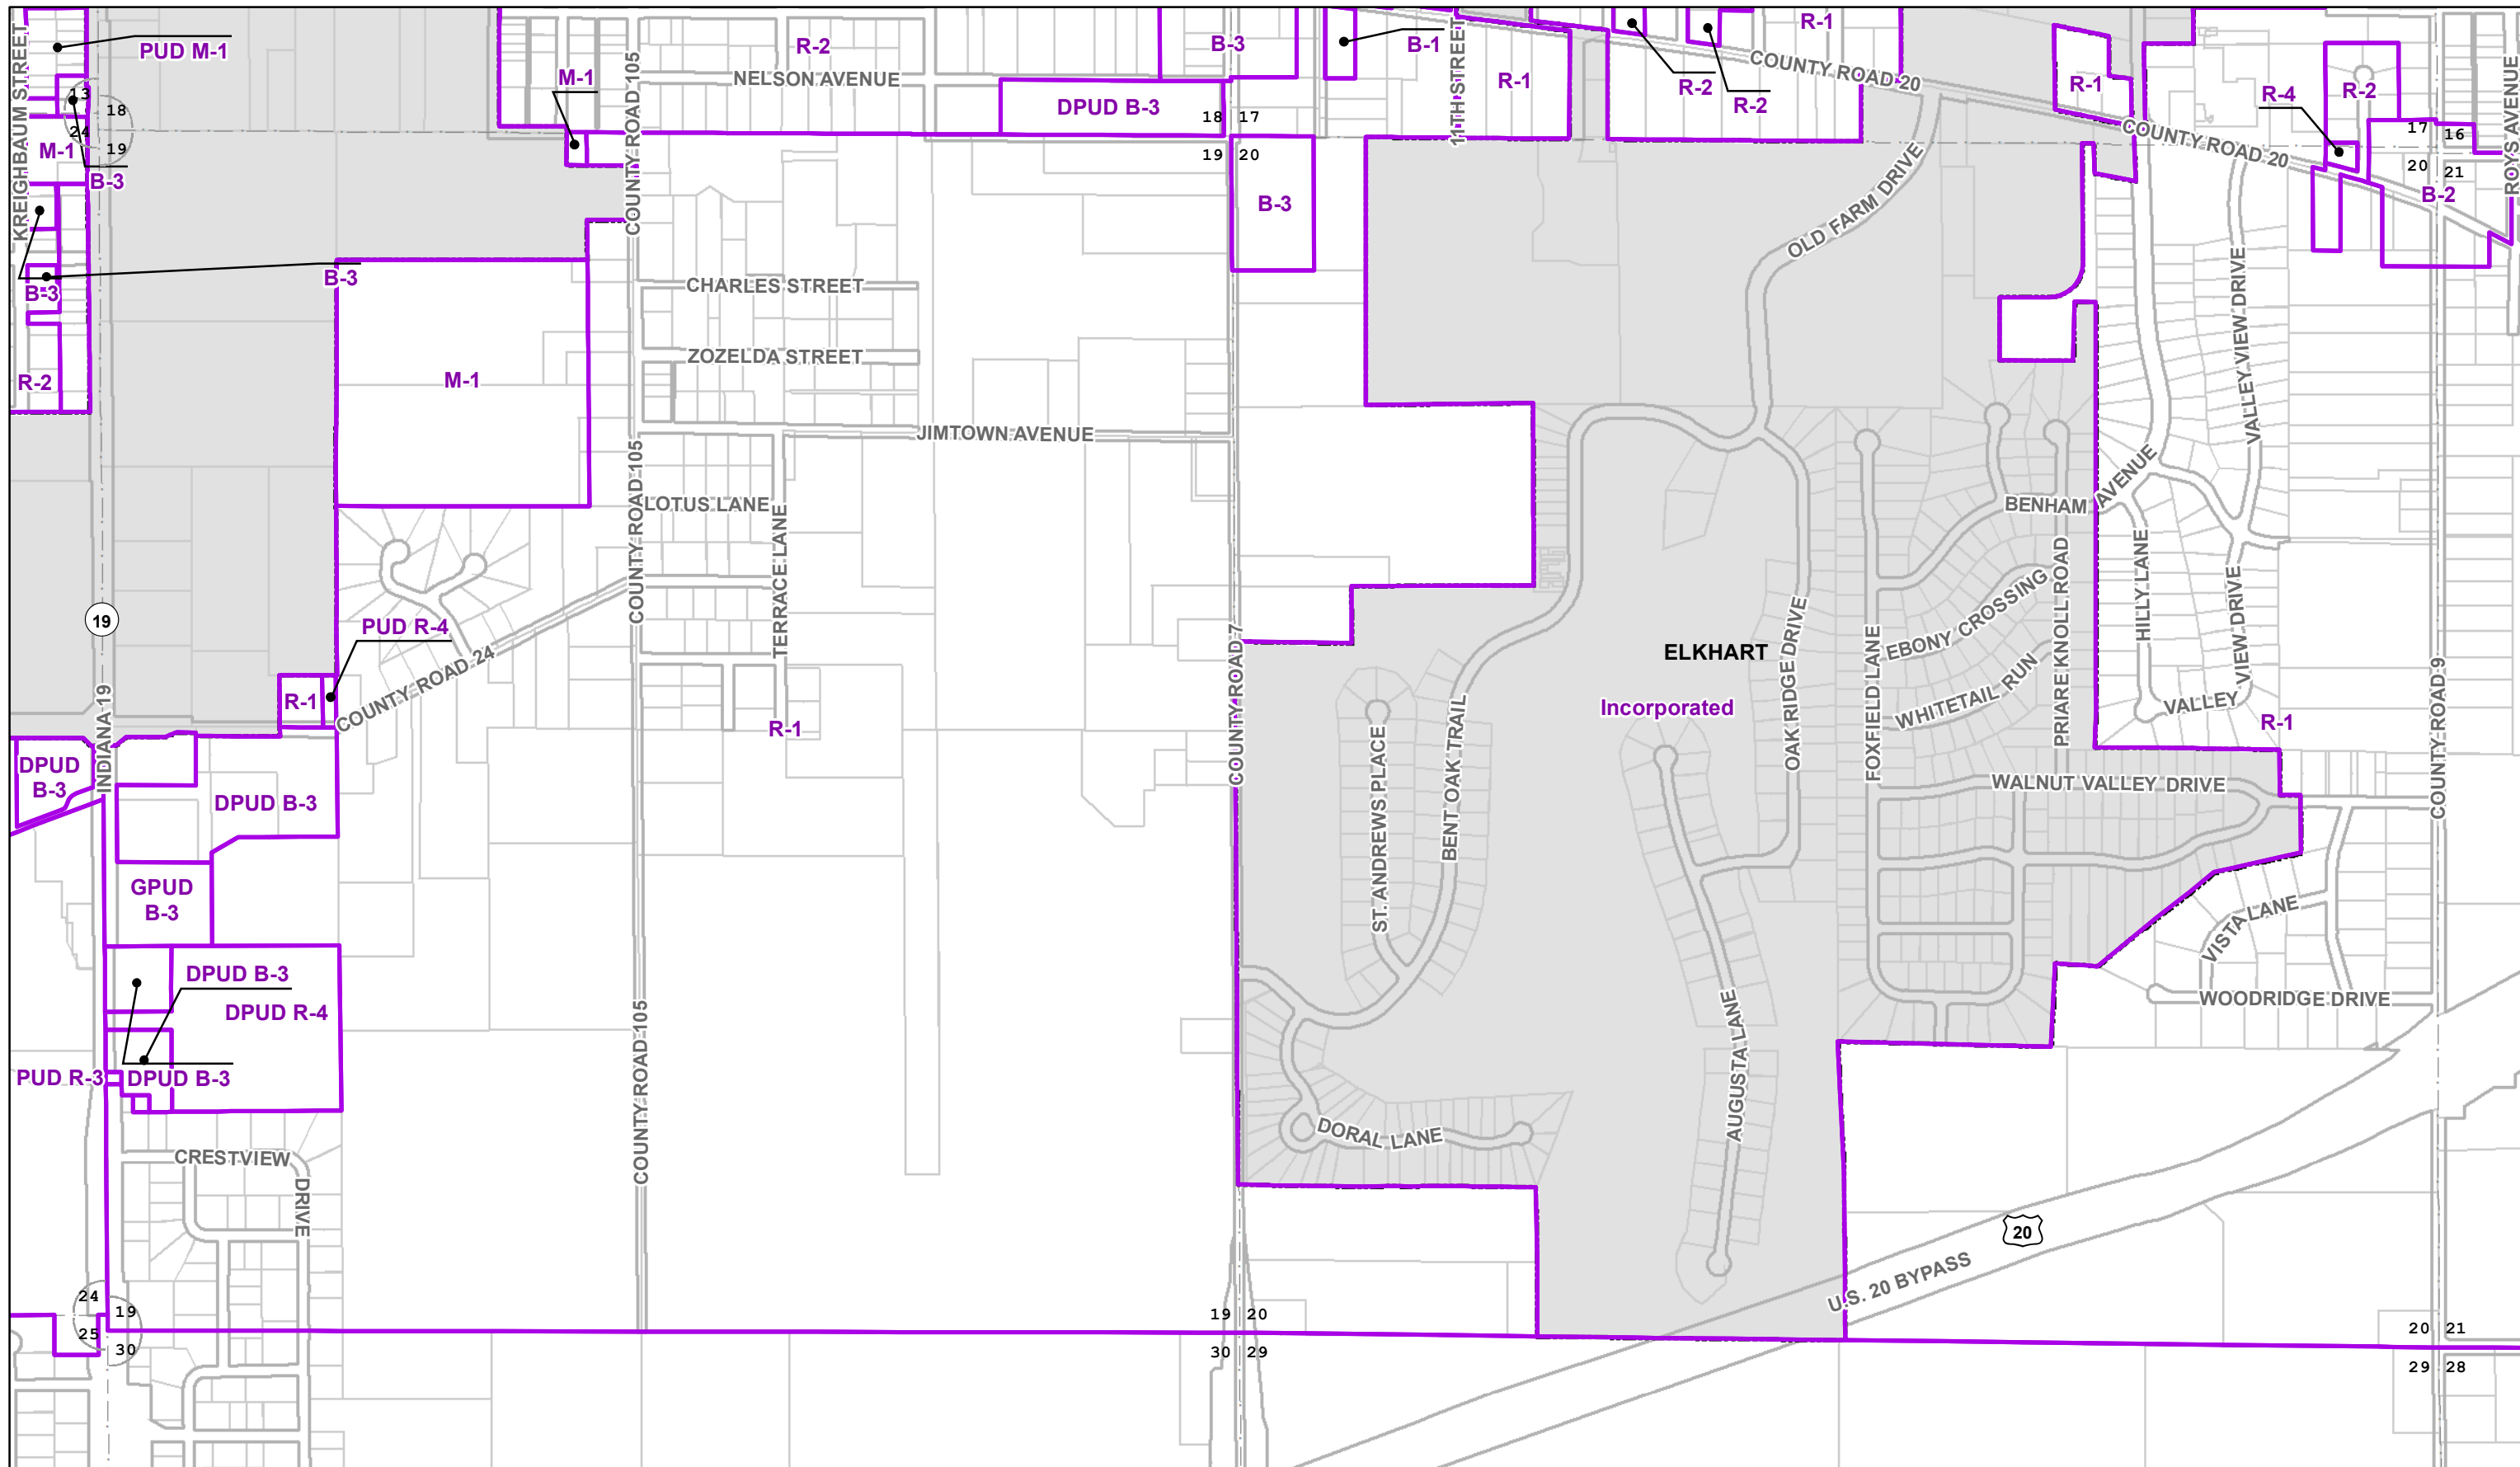 KREIGHBAUM STREET
PUD M-1
R-2
B-3
B-1
11TH STREET
R-1
R-1
COUNTY ROAD 20
R-2
R-2
R-1
R-4
R-2
ROYS AVENUE
M-1
COUNTY ROAD 105
NELSON AVENUE
DPUD B-3
13
18
24
19
M-1
B-3
18
17
19
20
COUNTY ROAD 20
17
16
20
21
B-2
B-3
OLD FARM DRIVE
VALLEY VIEW DRIVE
B-3
B-3
CHARLES STREET
ZOZELDA STREET
R-2
M-1
JIMTOWN AVENUE
COUNTY ROAD 105
LOTUS LANE
TERRACE LANE
BENHAM AVENUE
HILLY LANE
PRIARE KNOLL ROAD
EBONY CROSSING
WHITETAIL RUN
FOXFIELD LANE
OAK RIDGE DRIVE
VALLEY
VIEW DRIVE
R-1
COUNTY ROAD 9
19
PUD R-4
R-1
COUNTY ROAD 24
R-1
COUNTY ROAD 7
ELKHART
Incorporated
INDIANA 19
DPUD
B-3
DPUD B-3
ST. ANDREWS PLACE
BENT OAK TRAIL
WALNUT VALLEY DRIVE
GPUD
B-3
VISTA LANE
WOODRIDGE DRIVE
DPUD B-3
DPUD R-4
COUNTY ROAD 105
AUGUSTA LANE
PUD R-3
DPUD B-3
DORAL LANE
CRESTVIEW
DRIVE
20
U.S. 20 BYPASS
24
19
25
30
19
20
30
29
20
21
29
28